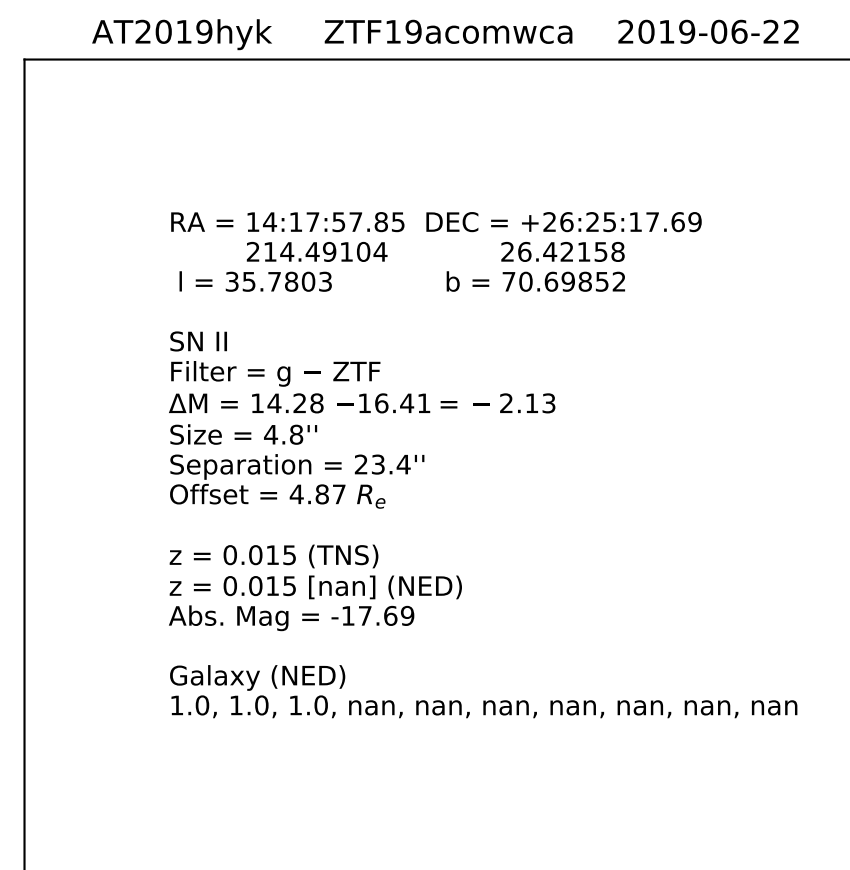 AT2019hyk ZTF19acomwca 2019-06-22
RA = 14:17:57.85 DEC = +26:25:17.69
214.49104 26.42158
l = 35.7803 b = 70.69852
SN II
Filter = g − ZTF
ΔM = 14.28 −16.41 = − 2.13
Size = 4.8''
Separation = 23.4''
Offset = 4.87 Rₑ
z = 0.015 (TNS)
z = 0.015 [nan] (NED)
Abs. Mag = -17.69
Galaxy (NED)
1.0, 1.0, 1.0, nan, nan, nan, nan, nan, nan, nan